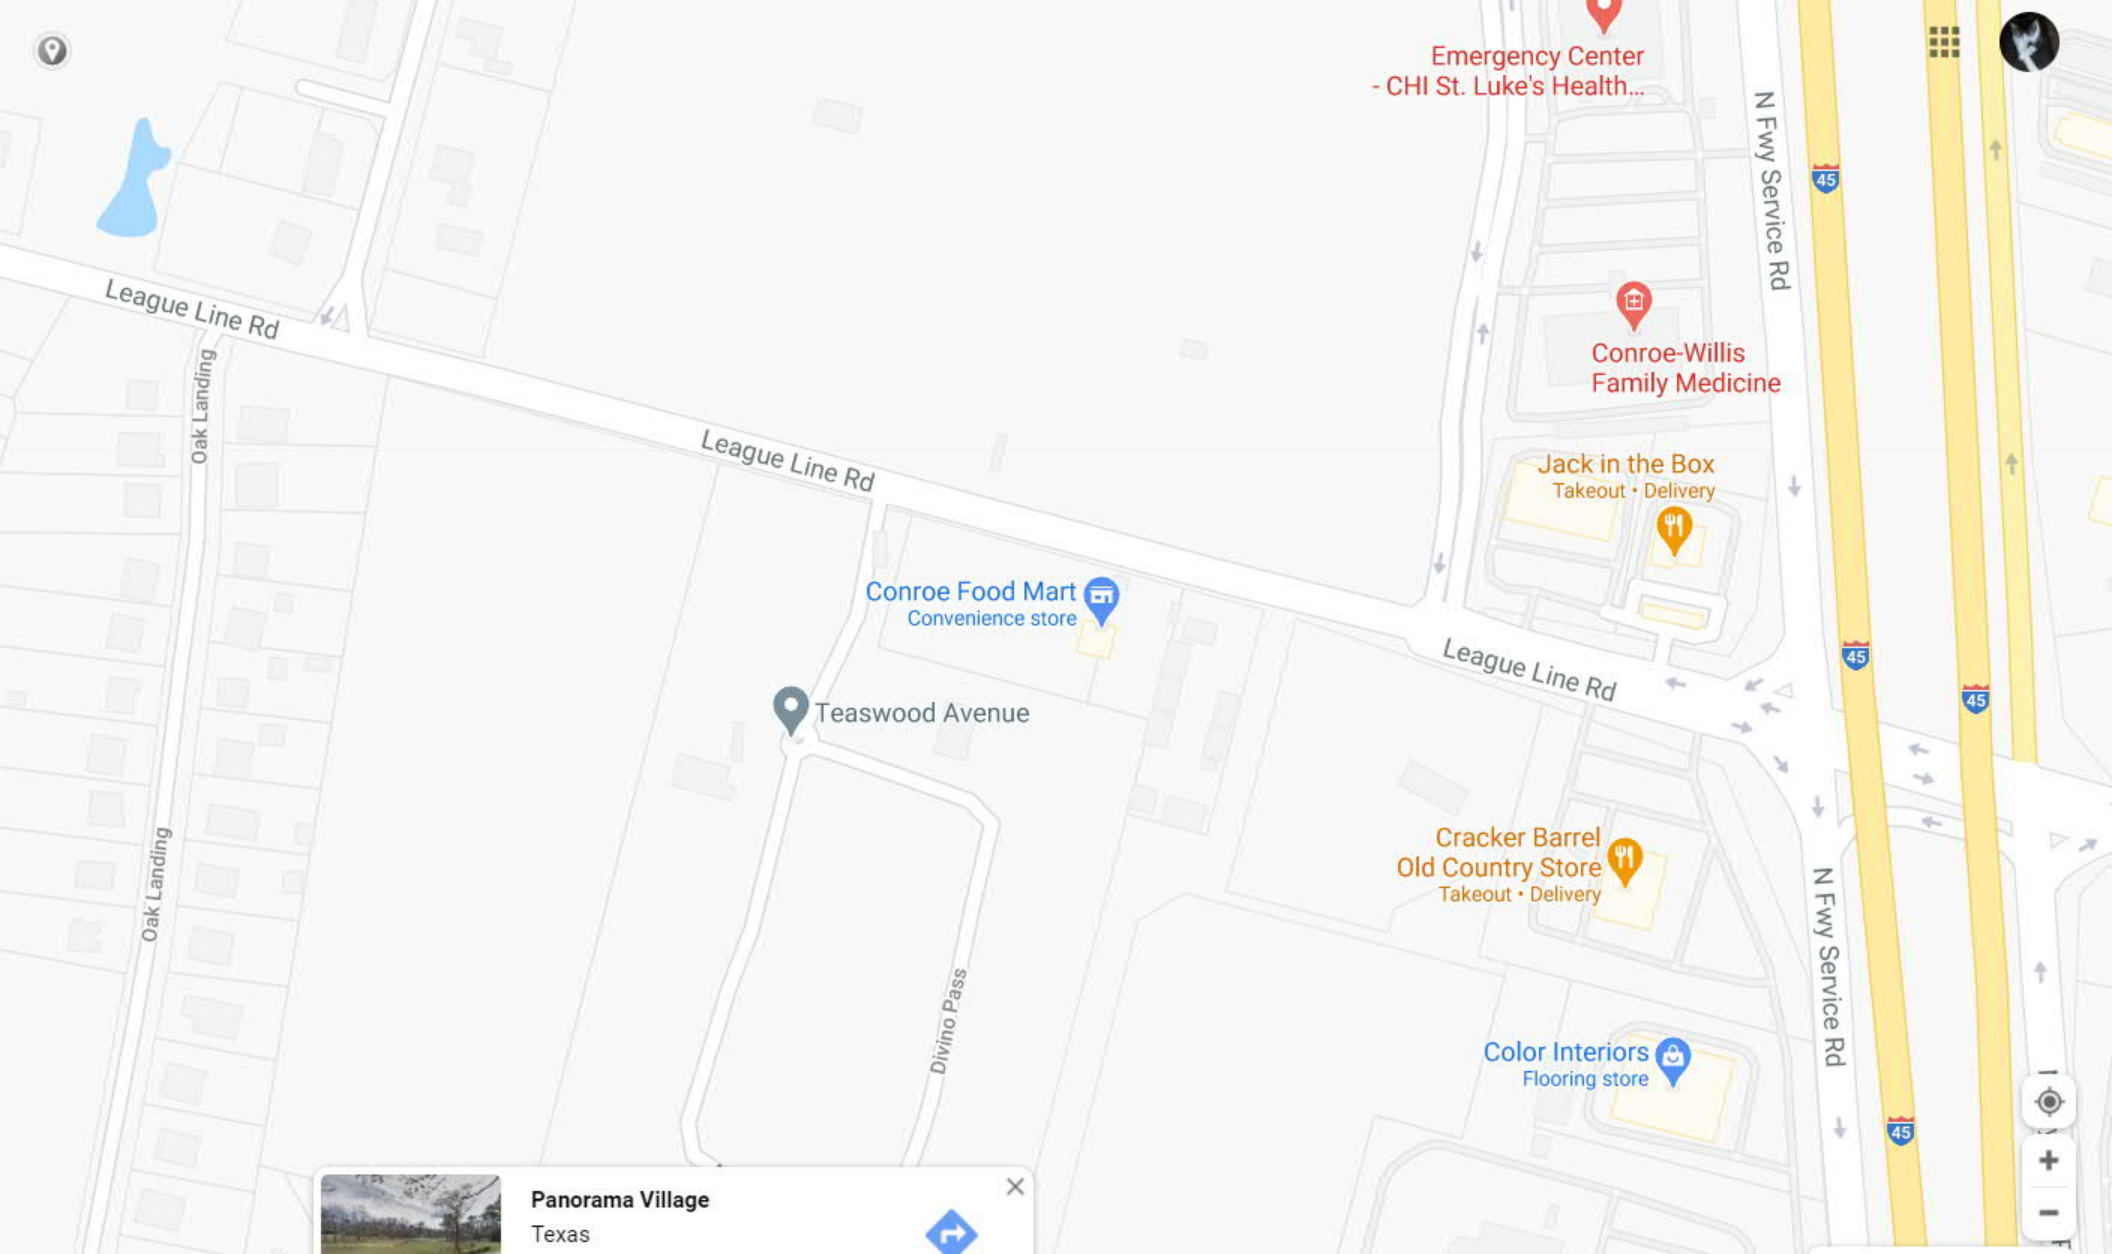 Emergency Center
- CHI St. Luke's Health...
N Fwy Service Rd
45
League Line Rd
Oak Landing
Conroe-Willis
Family Medicine
League Line Rd
Jack in the Box
Takeout • Delivery
Conroe Food Mart
Convenience store
League Line Rd
45
45
Teaswood Avenue
Cracker Barrel
Old Country Store
Takeout • Delivery
Oak Landing
N Fwy Service Rd
Divino Pass
Color Interiors
Flooring store
45
Panorama Village
Texas